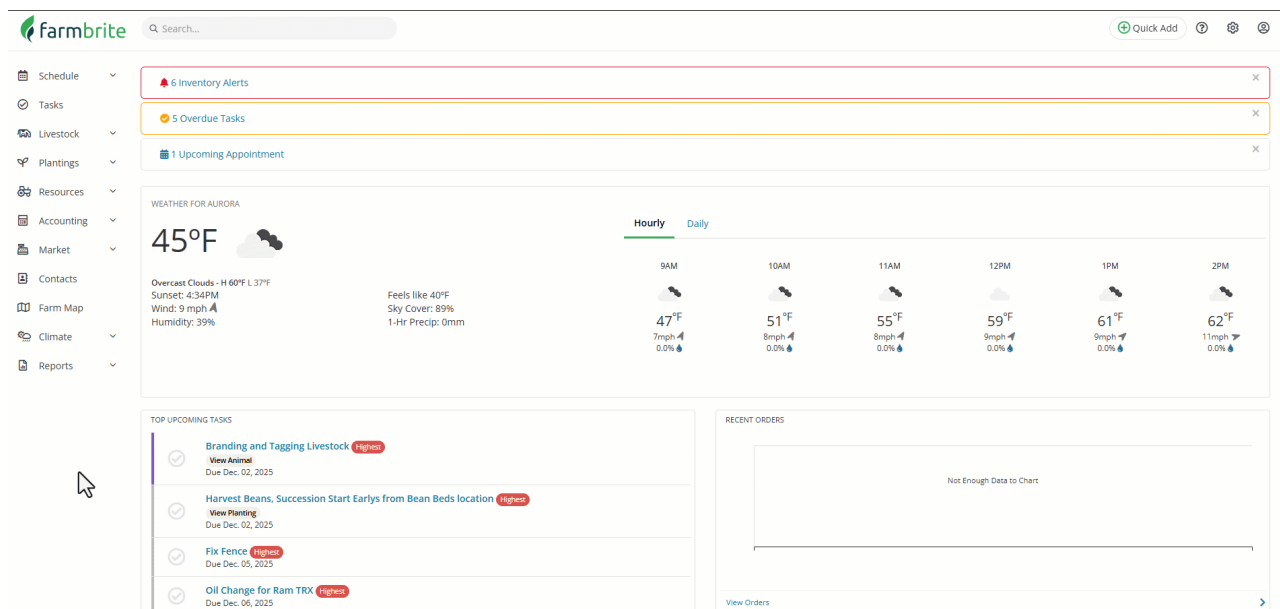 farmbrite
Search...
Quick Add
Schedule
Tasks
Livestock
Plantings
Resources
Accounting
Market
Contacts
Farm Map
Climate
Reports
6 Inventory Alerts
5 Overdue Tasks
1 Upcoming Appointment
WEATHER FOR AURORA
45°F
Overcast Clouds - H 60°F L 37°F
Sunset: 4:34PM
Wind: 9 mph
Humidity: 39%
Feels like 40°F
Sky Cover: 89%
1-Hr Precip: 0mm
Hourly Daily
9AM 10AM 11AM 12PM 1PM 2PM
47°F 51°F 55°F 59°F 61°F 62°F
7mph 8mph 8mph 9mph 9mph 11mph
0.0% 0.0% 0.0% 0.0% 0.0% 0.0%
TOP UPCOMING TASKS
Branding and Tagging Livestock Highest
View Animal
Due Dec. 02, 2025
Harvest Beans, Succession Start Earlys from Bean Beds location Highest
View Planting
Due Dec. 02, 2025
Fix Fence Highest
Due Dec. 05, 2025
Oil Change for Ram TRX Highest
Due Dec. 06, 2025
RECENT ORDERS
Not Enough Data to Chart
View Orders